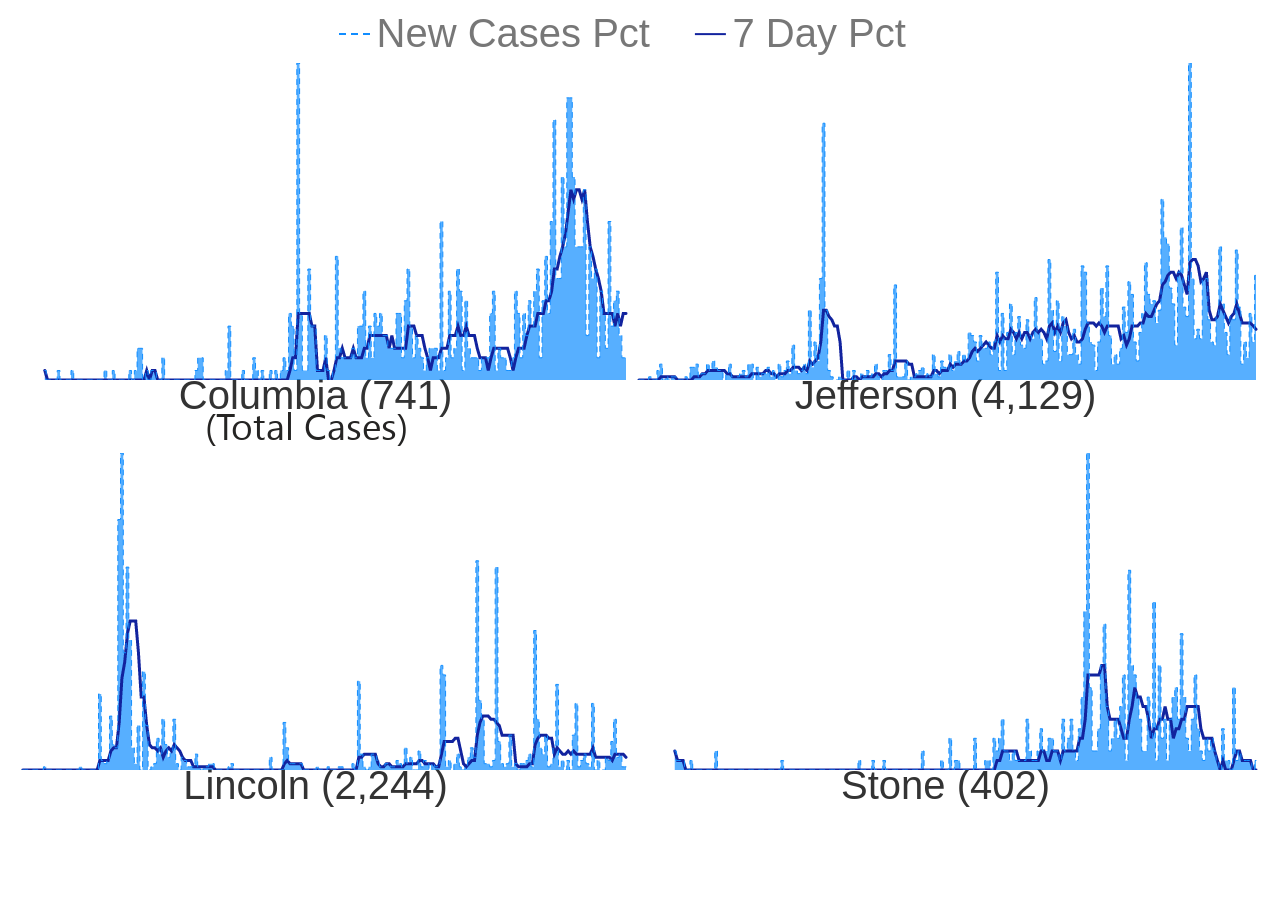 New Cases Pct 7 Day Pct
Columbia (741) Jefferson (4,129)
(Total Cases)
Lincoln (2,244) Stone (402)